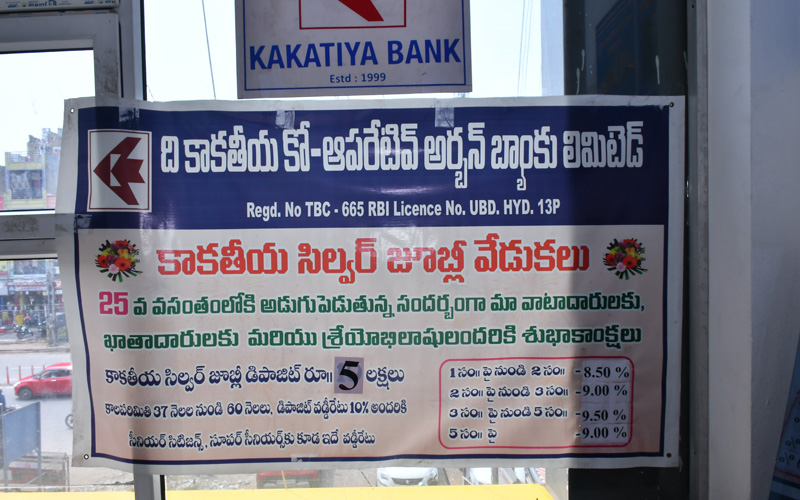 KAKATIYA BANK
Estd : 1999
ది కాకతీయ కో-ఆపరేటివ్ అర్బన్ బ్యాంకు లిమిటెడ్
Regd. No TBC - 665 RBI Licence No. UBD. HYD. 13P
కాకతీయ సిల్వర్ జూబ్లీ వేడుకలు
25 వ వసంతంలోకి అడుగుపెడుతున్న సందర్భంగా మా వాటాదారులకు,
ఖాతాదారులకు మరియు శ్రేయోభిలాషులందరికి శుభాకాంక్షలు
కాకతీయ సిల్వర్ జూబ్లీ డిపాజిట్ రూ॥ 5 లక్షలు
కాలపరిమితి 37 నెలల నుండి 60 నెలలు, డిపాజిట్ వడ్డీరేటు 10% అందరికి
సీనియర్ సిటిజన్స్, సూపర్ సీనియర్స్‌కు కూడ ఇదే వడ్డీరేటు
1 సం॥ పై నుండి 2 సం॥ - 8.50 %
2 సం॥ పై నుండి 3 సం॥ - 9.00 %
3 సం॥ పై నుండి 5 సం॥ - 9.50 %
5 సం॥ పై - 9.00 %